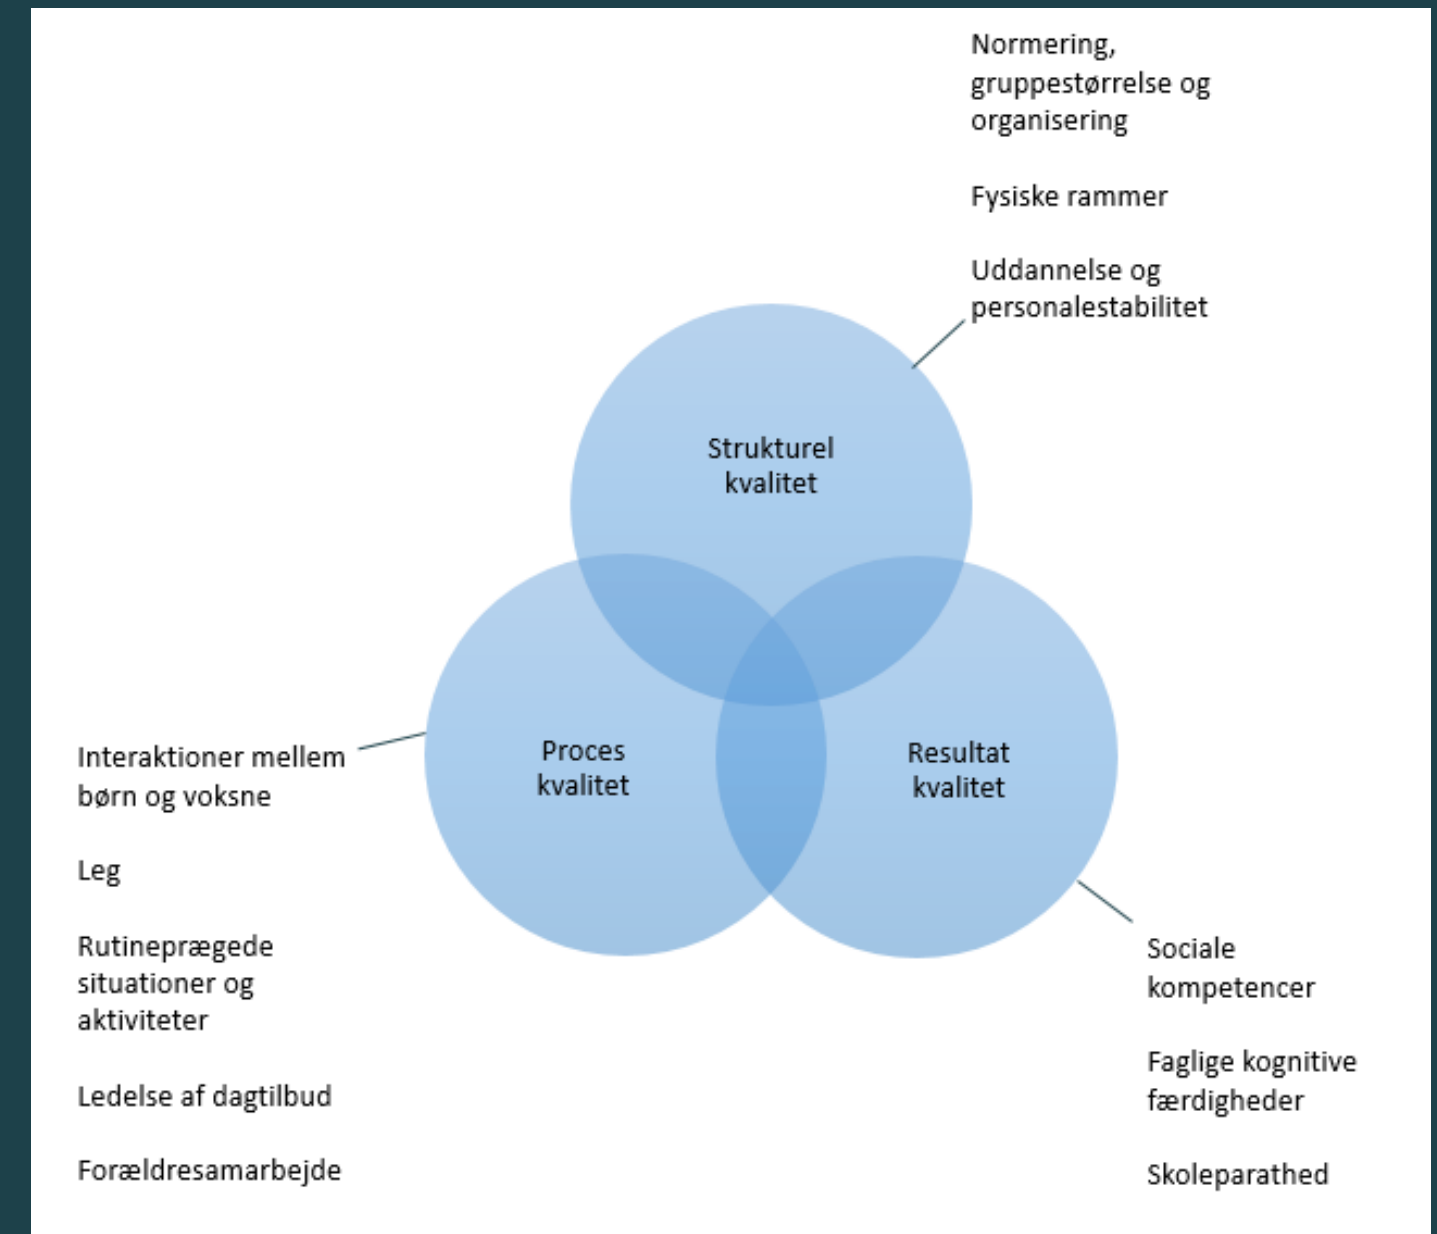 Normering,
gruppestørrelse og
organisering
Fysiske rammer
Uddannelse og
personalestabilitet
Strukturel
kvalitet
Proces
kvalitet
Resultat
kvalitet
Interaktioner mellem
børn og voksne
Leg
Rutineprægede
situationer og
aktiviteter
Ledelse af dagtilbud
Forældresamarbejde
Sociale
kompetencer
Faglige kognitive
færdigheder
Skoleparathed